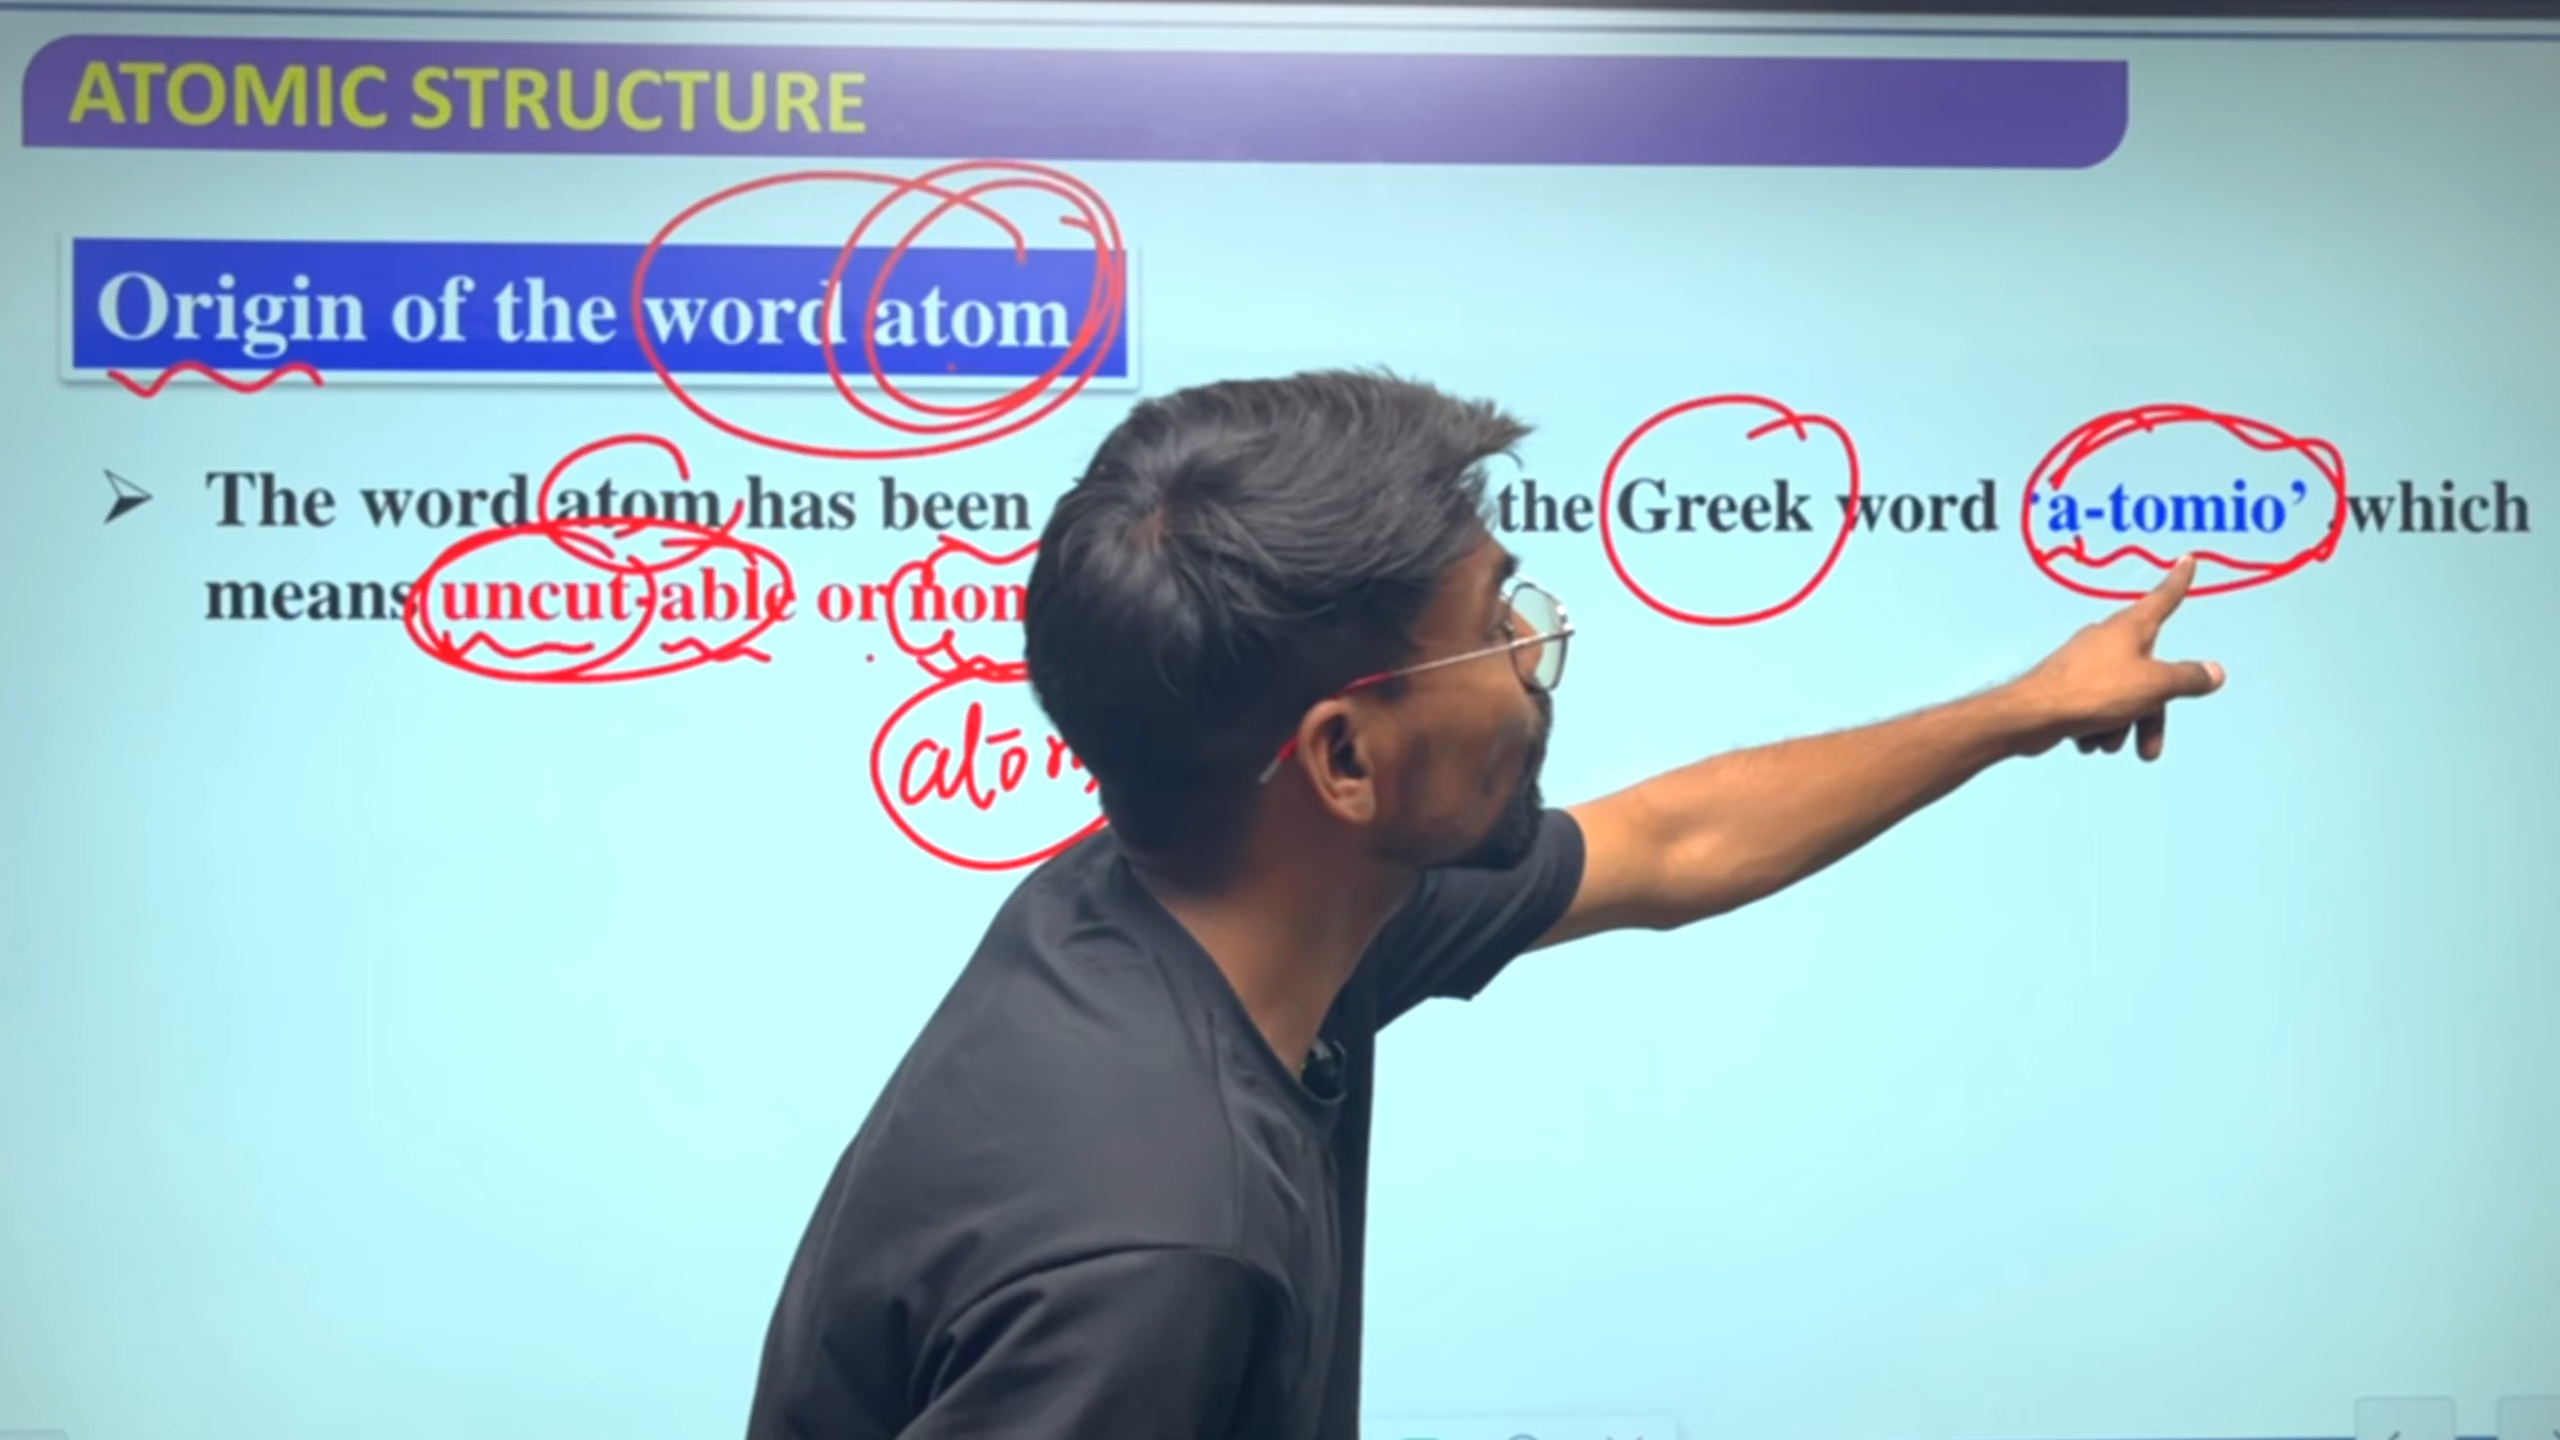 ATOMIC STRUCTURE
Origin of the word atom
The word atom has been the Greek word ‘a-tomio’ which
means uncut-able or non
atom